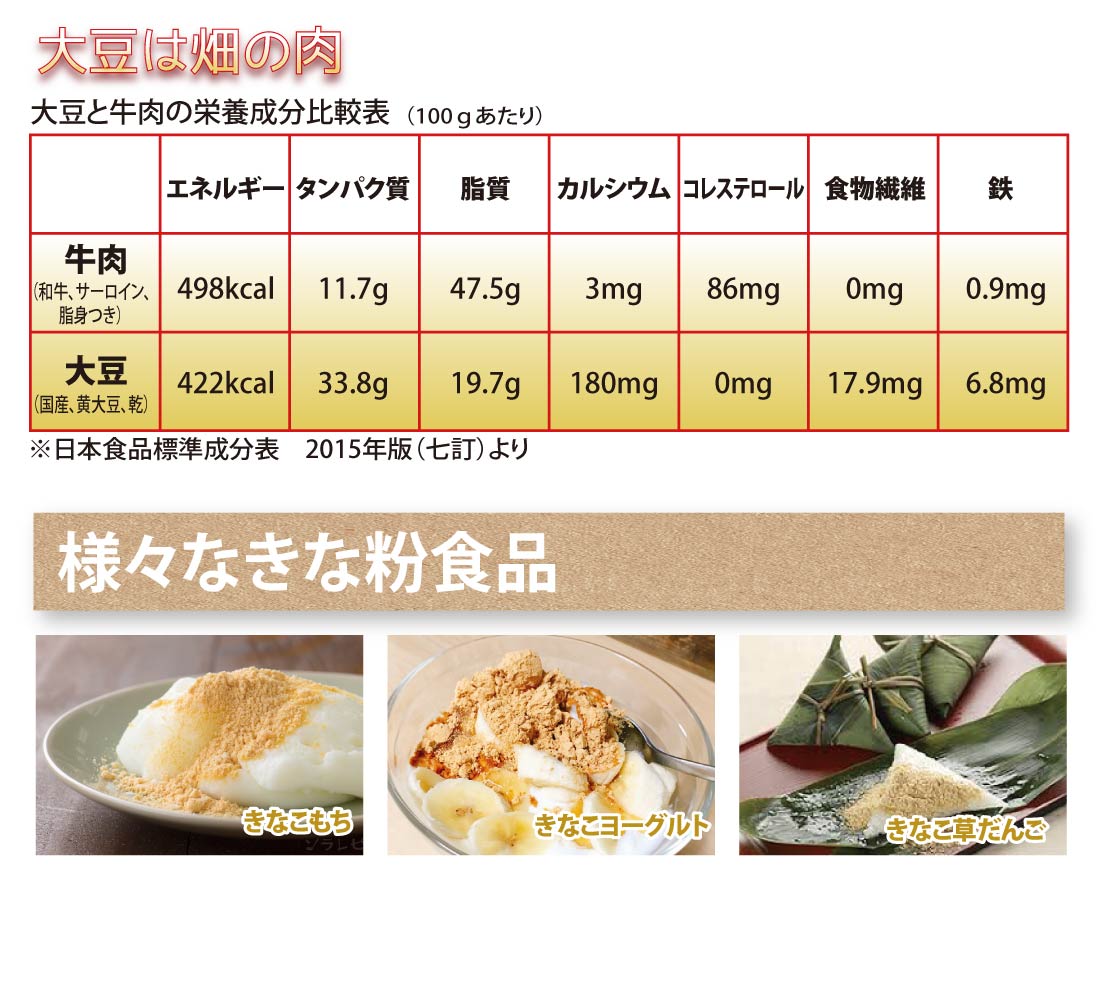 大豆は畑の肉
大豆と牛肉の栄養成分比較表 （100gあたり）
エネルギー タンパク質 脂質 カルシウム コレステロール 食物繊維 鉄
牛肉
（和牛、サーロイン、
脂身つき）
498kcal 11.7g 47.5g 3mg 86mg 0mg 0.9mg
大豆
（国産、黄大豆、乾）
422kcal 33.8g 19.7g 180mg 0mg 17.9mg 6.8mg
※日本食品標準成分表　2015年版（七訂）より
様々なきな粉食品
きなこもち
きなこヨーグルト
きなこ草だんご